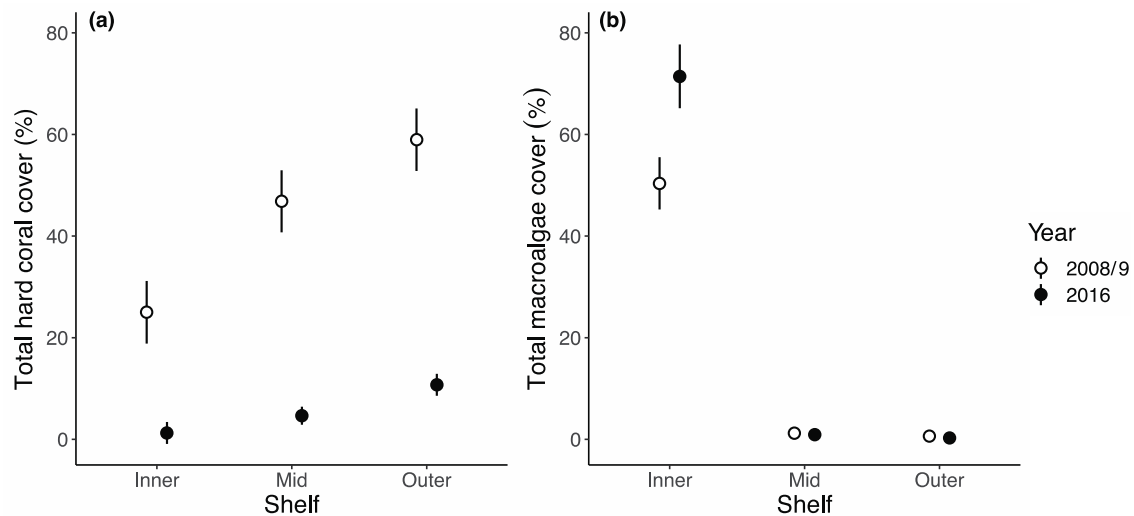 (a)
Total hard coral cover (%)
80
60
40
20
0
Inner Mid Outer
Shelf
(b)
Total macroalgae cover (%)
80
60
40
20
0
Inner Mid Outer
Shelf
Year
2008/9
2016